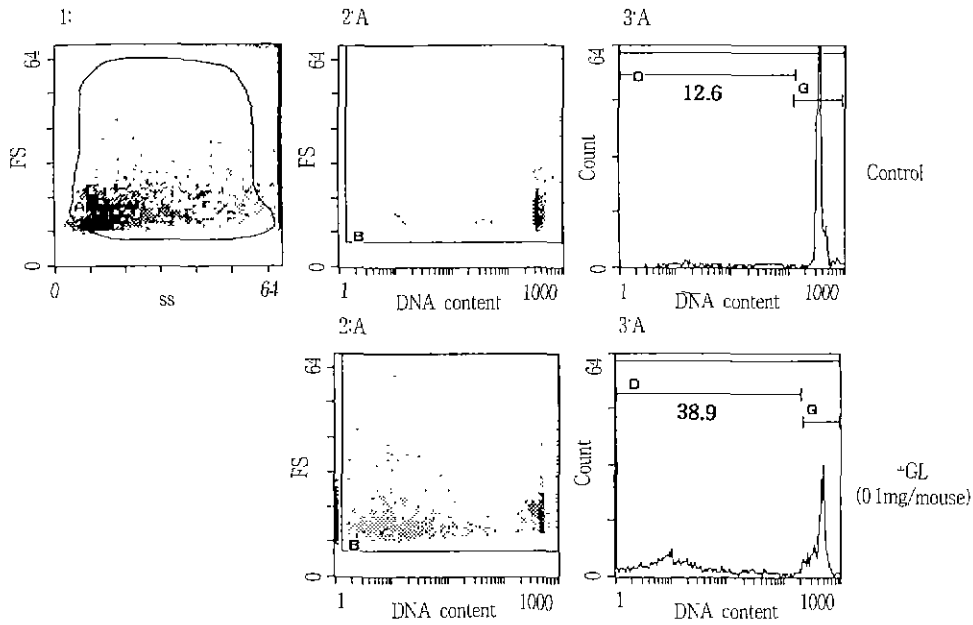 1:
2:A
3:A
64
FS
A
0
0
ss
64
64
FS
B
0
1
DNA content
1000
64
Count
D
12.6
G
0
1
DNA content
1000
Control
2:A
3:A
64
FS
B
0
1
DNA content
1000
64
Count
D
38.9
G
0
1
DNA content
1000
+GL
(0.1mg/mouse)